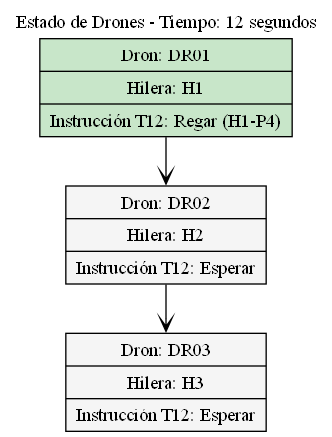 Estado de Drones - Tiempo: 12 segundos
Dron: DR01
Hilera: H1
Instrucción T12: Regar (H1-P4)
Dron: DR02
Hilera: H2
Instrucción T12: Esperar
Dron: DR03
Hilera: H3
Instrucción T12: Esperar